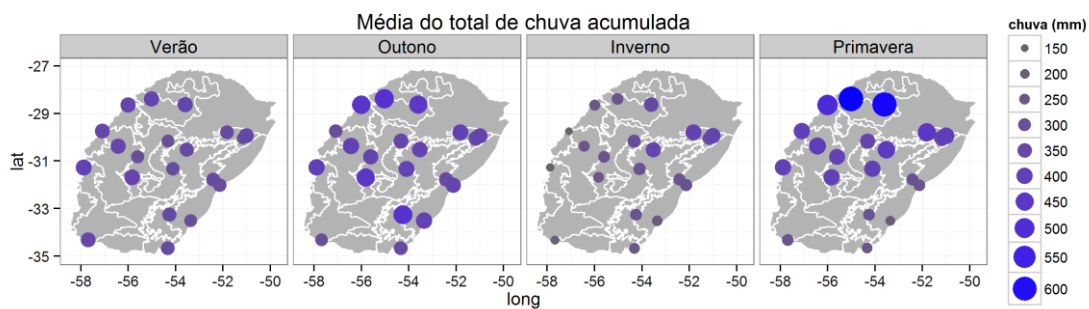 Média do total de chuva acumulada
Verão Outono Inverno Primavera
lat
-27
-29
-31
-33
-35
-58 -56 -54 -52 -50 -58 -56 -54 -52 -50 -58 -56 -54 -52 -50 -58 -56 -54 -52 -50
long
chuva (mm)
150
200
250
300
350
400
450
500
550
600